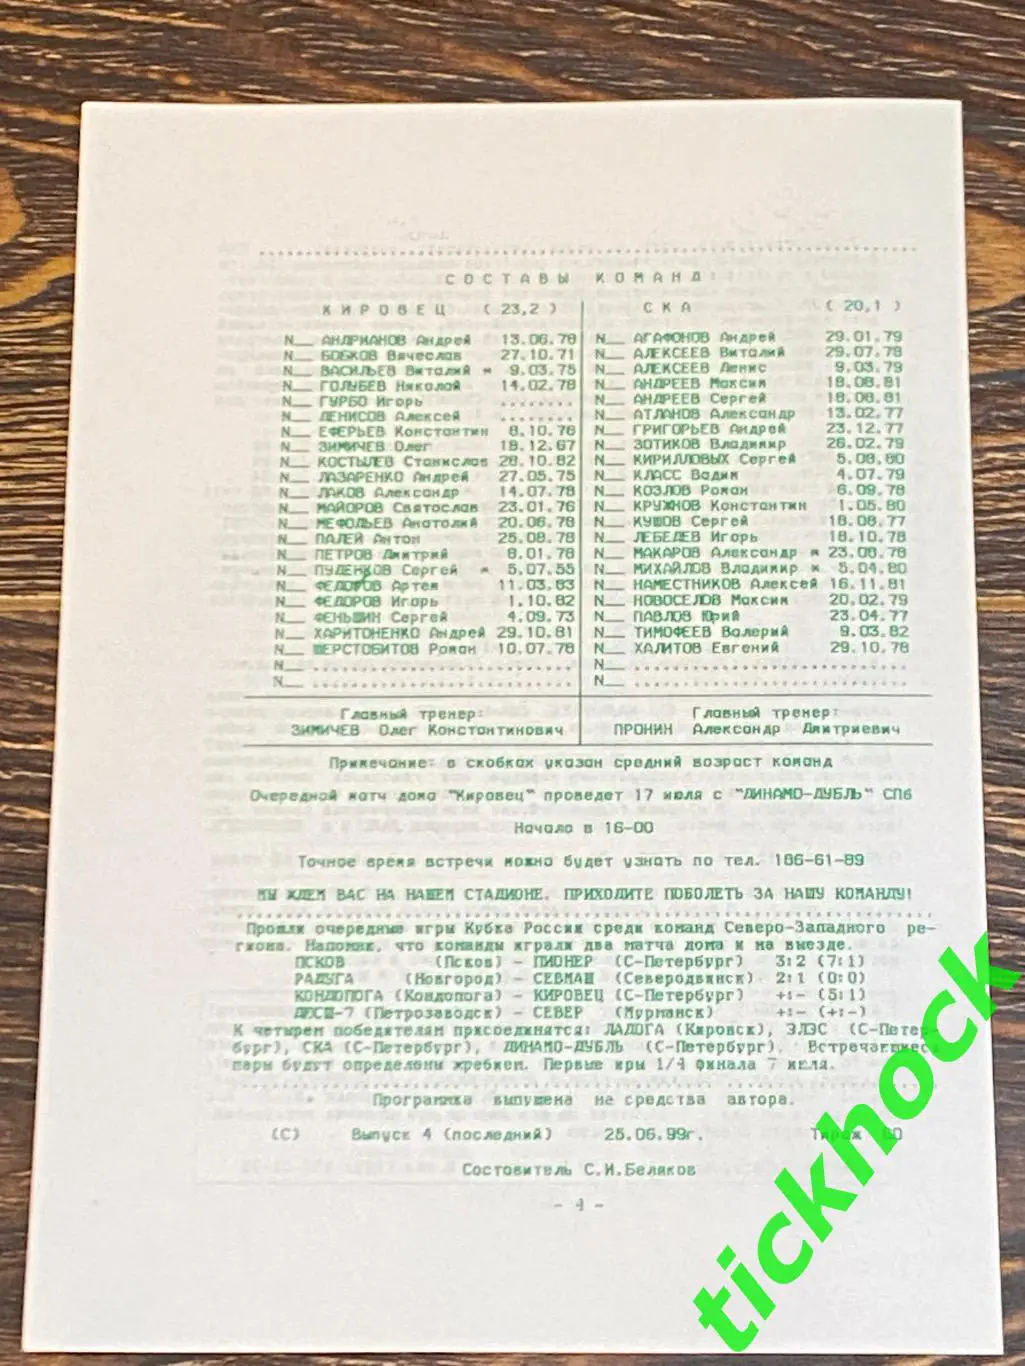 СОСТАВЫ КОМАНД:
КИРОВЕЦ (23,2) СКА (20,1)
N__ АНДРИАНОВ Андрей 13.06.78 N__ АГАФОНОВ Андрей 29.01.79
N__ БОБКОВ Вячеслав 27.10.71 N__ АЛЕКСЕЕВ Виталий 29.07.78
N__ ВАСИЛЬЕВ Виталий м 9.03.75 N__ АЛЕКСЕЕВ Денис 9.03.79
N__ ГОЛУБЕВ Николай 14.02.78 N__ АНДРЕЕВ Максим 18.08.81
N__ ГУРБО Игорь ........ N__ АНДРЕЕВ Сергей 18.08.81
N__ ДЕНИСОВ Алексей ........ N__ АТЛАНОВ Александр 13.02.77
N__ ЕФЕРЬЕВ Константин 8.10.76 N__ ГРИГОРЬЕВ Андрей 23.12.77
N__ ЗИМИЧЕВ Олег 18.12.67 N__ ЗОТИКОВ Владимир 26.02.79
N__ КОСТЫЛЕВ Станислав 28.10.82 N__ КИРИЛЛОВЫХ Сергей 5.08.80
N__ ЛАЗАРЕНКО Андрей 27.05.75 N__ КЛАСС Вадим 4.07.79
N__ ЛАКОВ Александр 14.07.78 N__ КОЗЛОВ Роман 6.09.78
N__ МАЙОРОВ Святослав 23.01.76 N__ КРУЖНОВ Константин 1.05.80
N__ МЕФОДЬЕВ Анатолий 20.06.78 N__ КУШОВ Сергей 18.08.77
N__ ПАЛЕЙ Антон 25.08.78 N__ ЛЕБЕДЕВ Игорь 18.10.78
N__ ПЕТРОВ Дмитрий 8.01.78 N__ МАКАРОВ Александр м 23.08.78
N__ ПУДЕНКОВ Сергей м 5.07.55 N__ МИХАЙЛОВ Владимир м 5.04.80
N__ ФЕДОРОВ Артем 11.03.83 N__ НАМЕСТНИКОВ Алексей 16.11.81
N__ ФЕДОРОВ Игорь 1.10.82 N__ НОВОСЕЛОВ Максим 20.02.79
N__ ФЕНЬШИН Сергей 4.09.73 N__ ПАВЛОВ Юрий 23.04.77
N__ ХАРИТОНЕНКО Андрей 29.10.81 N__ ТИМОФЕЕВ Валерий 9.03.82
N__ ШЕРСТОБИТОВ Роман 10.07.78 N__ ХАЛИТОВ Евгений 29.10.78
N__ N__
N__ N__
Главный тренер: Главный тренер:
ЗИМИЧЕВ Олег Константинович ПРОНИН Александр Дмитриевич
Примечание: в скобках указан средний возраст команд
Очередной матч дома "Кировец" проведет 17 июля с "ДИНАМО-ДУБЛЬ" СПб
Начало в 16-00
Точное время встречи можно будет узнать по тел. 186-61-89
МЫ ЖДЕМ ВАС НА НАШЕМ СТАДИОНЕ. ПРИХОДИТЕ ПОБОЛЕТЬ ЗА НАШУ КОМАНДУ!
Прошли очередные игры Кубка России среди команд Северо-Западного ре-
гиона. Напомню, что команды играли два матча дома и на выезде.
ПСКОВ (Псков) - ПИОНЕР (С-Петербург) 3:2 (7:1)
РАДУГА (Новгород) - СЕВМАШ (Северодвинск) 2:1 (0:0)
КОНДОПОГА (Кондопога) - КИРОВЕЦ (С-Петербург) +:- (5:1)
ДЮСШ-7 (Петрозаводск) - СЕВЕР (Мурманск) +:- (+:-)
К четырем победителям присоединятся: ЛАДОГА (Кировск), ЭЛЭС (С-Петер-
бург), СКА (С-Петербург), ДИНАМО-ДУБЛЬ (С-Петербург). Встречающиеся
пары будут определены жребием. Первые иры 1/4 финала 7 июля.
Программка выпушена на средства автора.
(С) Выпуск 4 (последний) 25.06.99г. Тираж 60
Состовитель С.И.Беляков
- 4 -
tickhock